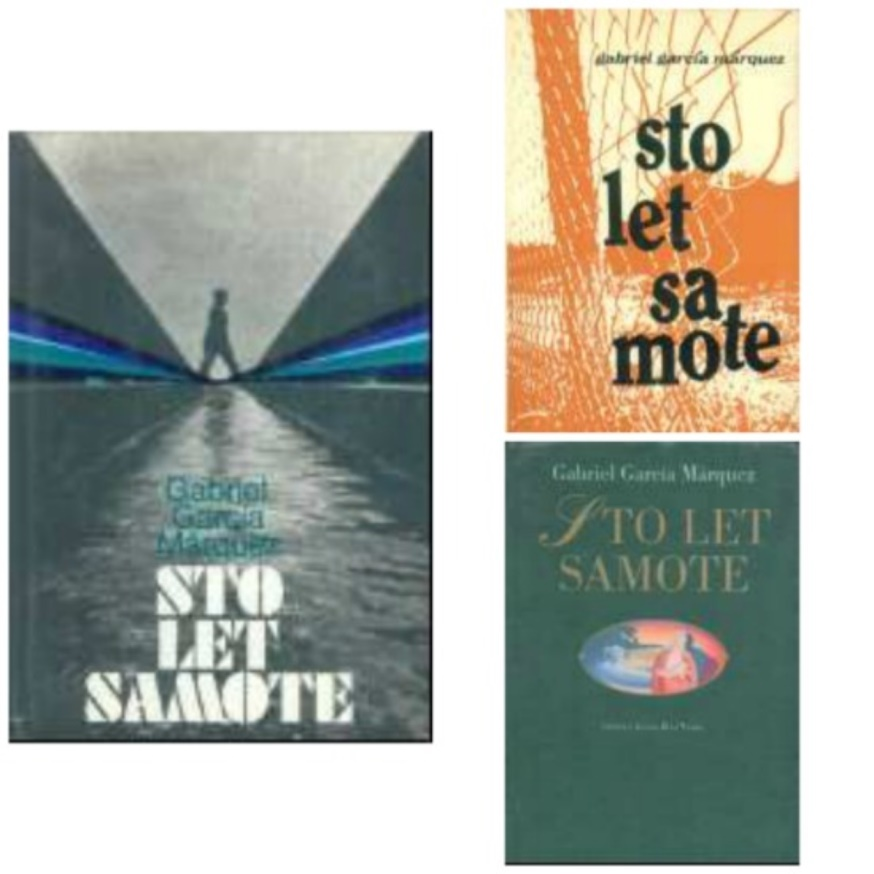 Gabriel
García
Márquez
STO
LET
SAMOTE
gabriel garcía márquez
sto
let
sa
mote
Gabriel García Márquez
STO LET
SAMOTE